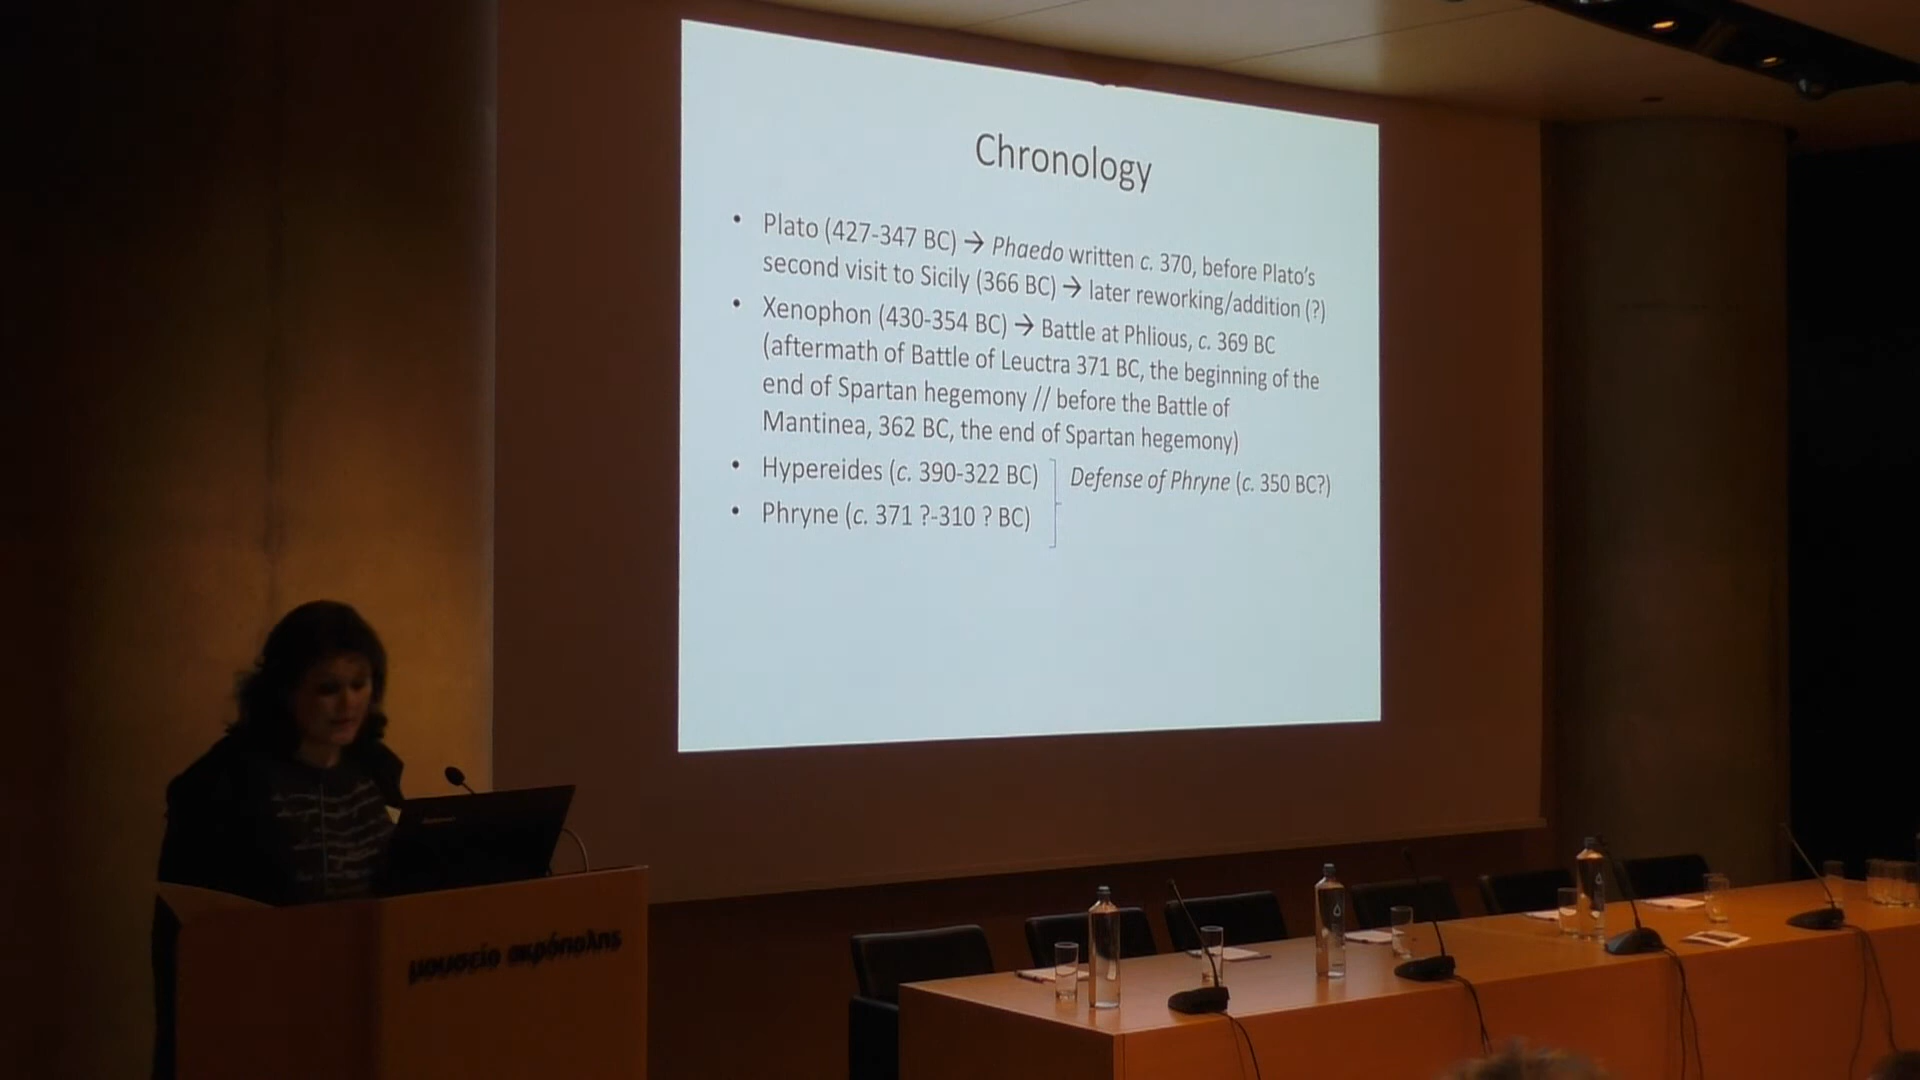 Chronology
• Plato (427-347 BC) → Phaedo written c. 370, before Plato's
second visit to Sicily (366 BC) → later reworking/addition (?)
• Xenophon (430-354 BC) → Battle at Phlious, c. 369 BC
(aftermath of Battle of Leuctra 371 BC, the beginning of the
end of Spartan hegemony // before the Battle of
Mantinea, 362 BC, the end of Spartan hegemony)
• Hypereides (c. 390-322 BC) Defense of Phryne (c. 350 BC?)
• Phryne (c. 371 ?-310 ? BC)
μουσείο ακρόπολης